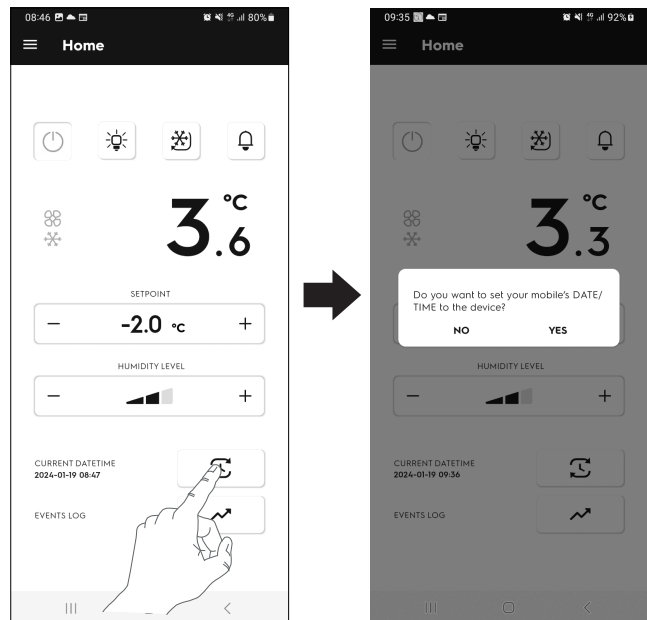 08:46 4G 80%
Home
3.6 °C
SETPOINT
− -2.0 °C +
HUMIDITY LEVEL
− +
CURRENT DATETIME
2024-01-19 08:47
EVENTS LOG
09:35 4G 92%
Home
3.3 °C
Do you want to set your mobile's DATE/
TIME to the device?
NO YES
HUMIDITY LEVEL
− +
CURRENT DATETIME
2024-01-19 09:36
EVENTS LOG